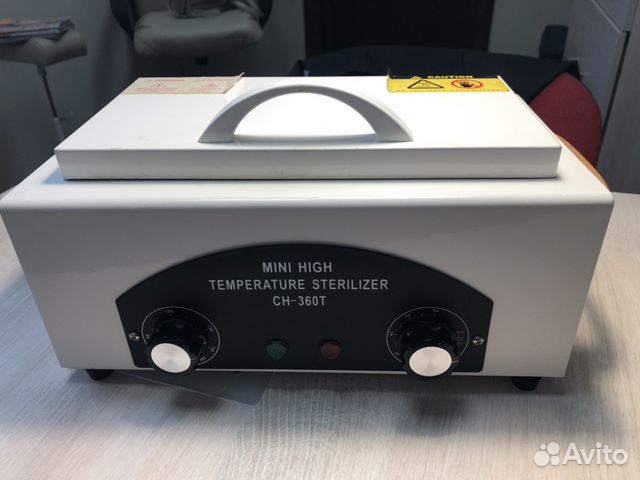 CAUTION
MINI HIGH
TEMPERATURE STERILIZER
CH-360T
Avito